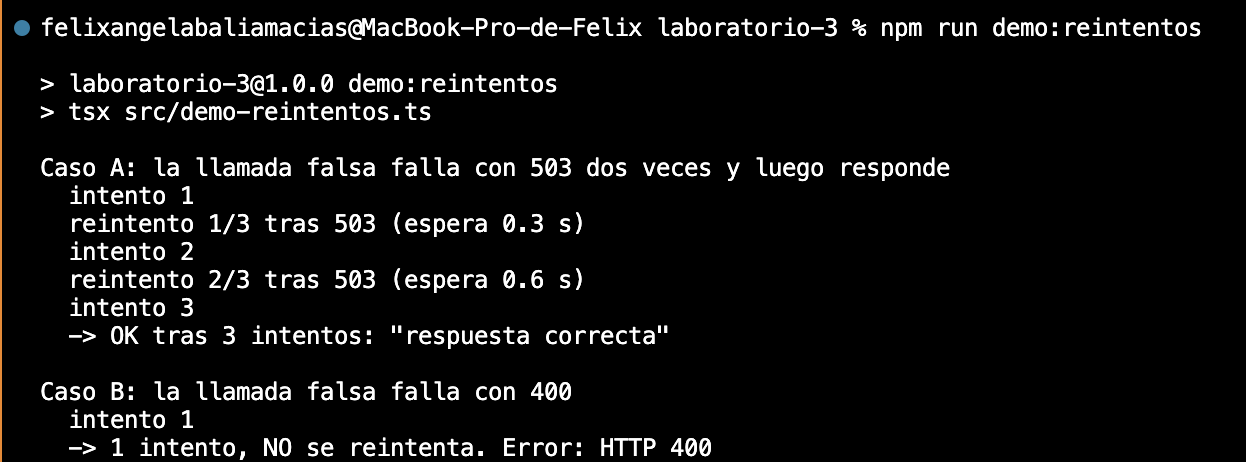 felixangelabaliamacias@MacBook-Pro-de-Felix laboratorio-3 % npm run demo:reintentos
> laboratorio-3@1.0.0 demo:reintentos
> tsx src/demo-reintentos.ts
Caso A: la llamada falsa falla con 503 dos veces y luego responde
intento 1
reintento 1/3 tras 503 (espera 0.3 s)
intento 2
reintento 2/3 tras 503 (espera 0.6 s)
intento 3
-> OK tras 3 intentos: "respuesta correcta"
Caso B: la llamada falsa falla con 400
intento 1
-> 1 intento, NO se reintenta. Error: HTTP 400